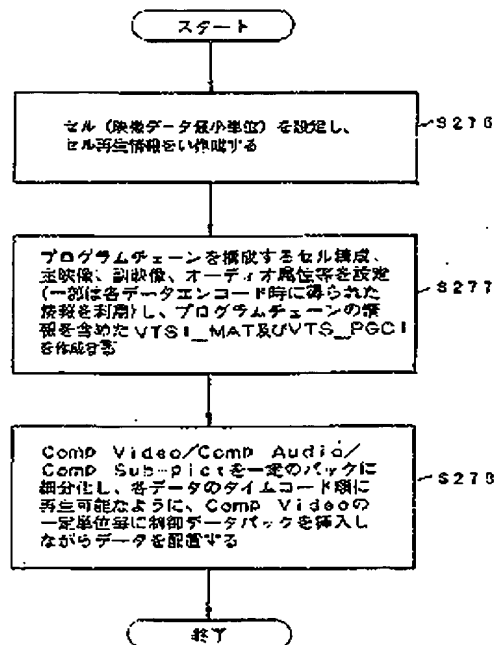 スタート
セル（映像データ最小単位）を設定し、
セル再生情報をい作成する
S276
プログラムチェーンを構成するセル構成、
主映像、副映像、オーディオ属性等を設定
(一部は各データエンコード時に得られた
情報を利用)し、プログラムチェーンの情
報を含めたVTSI_MAT及びVTS_PGCI
を作成する
S277
Comp Video/Comp Audio/
Comp Sub-pictを一定のパックに
細分化し、各データのタイムコード順に
再生可能なように、Comp Videoの
一定単位毎に制御データパックを挿入し
ながらデータを配置する
S278
終了